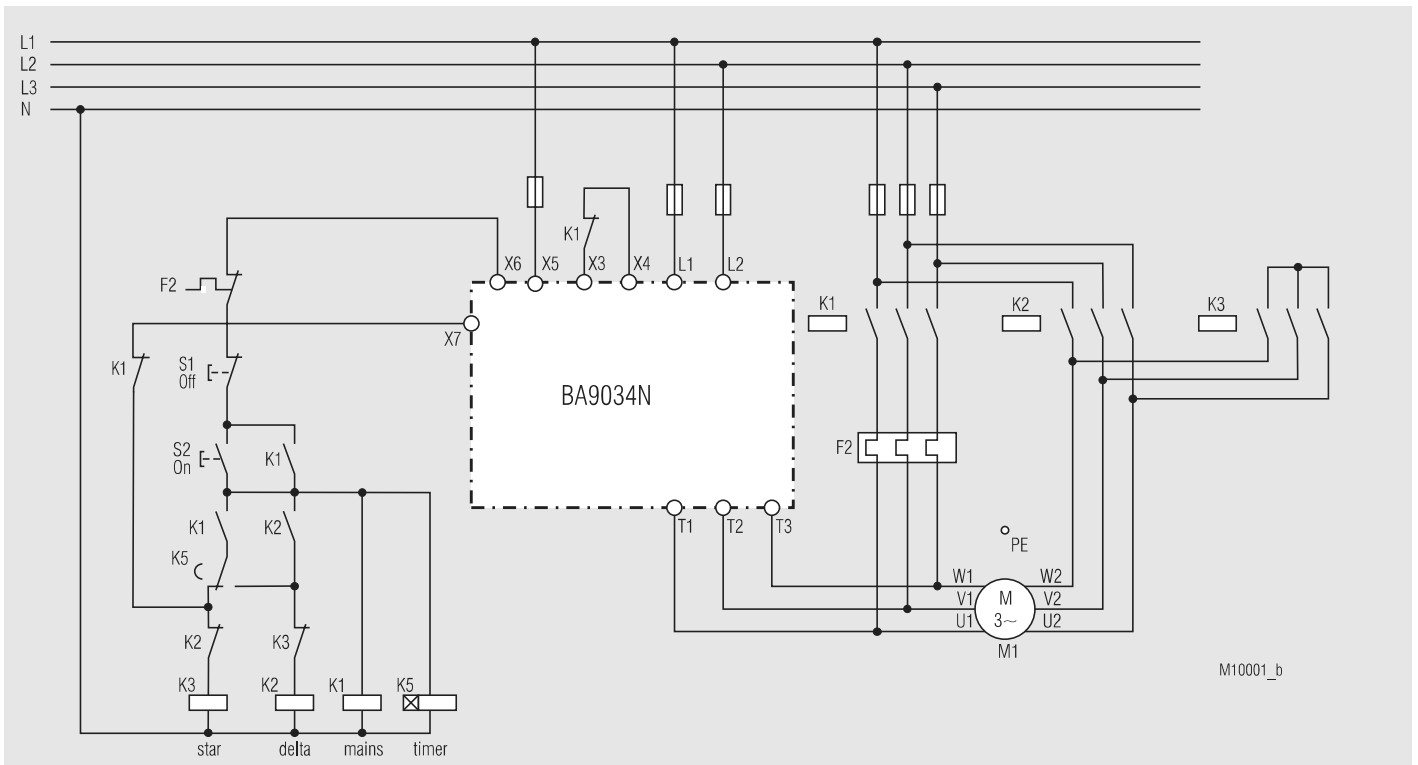 L1
L2
L3
N
K1
X6
X5
X3
X4
L1
L2
F2
K1
K2
K3
X7
K1
S1
Off
BA9034N
S2
On
K1
F2
K1
K2
T1
T2
T3
PE
K5
W1
W2
V1
M
V2
U1
3~
U2
M1
K2
K3
M10001_b
K3
K2
K1
K5
star
delta
mains
timer